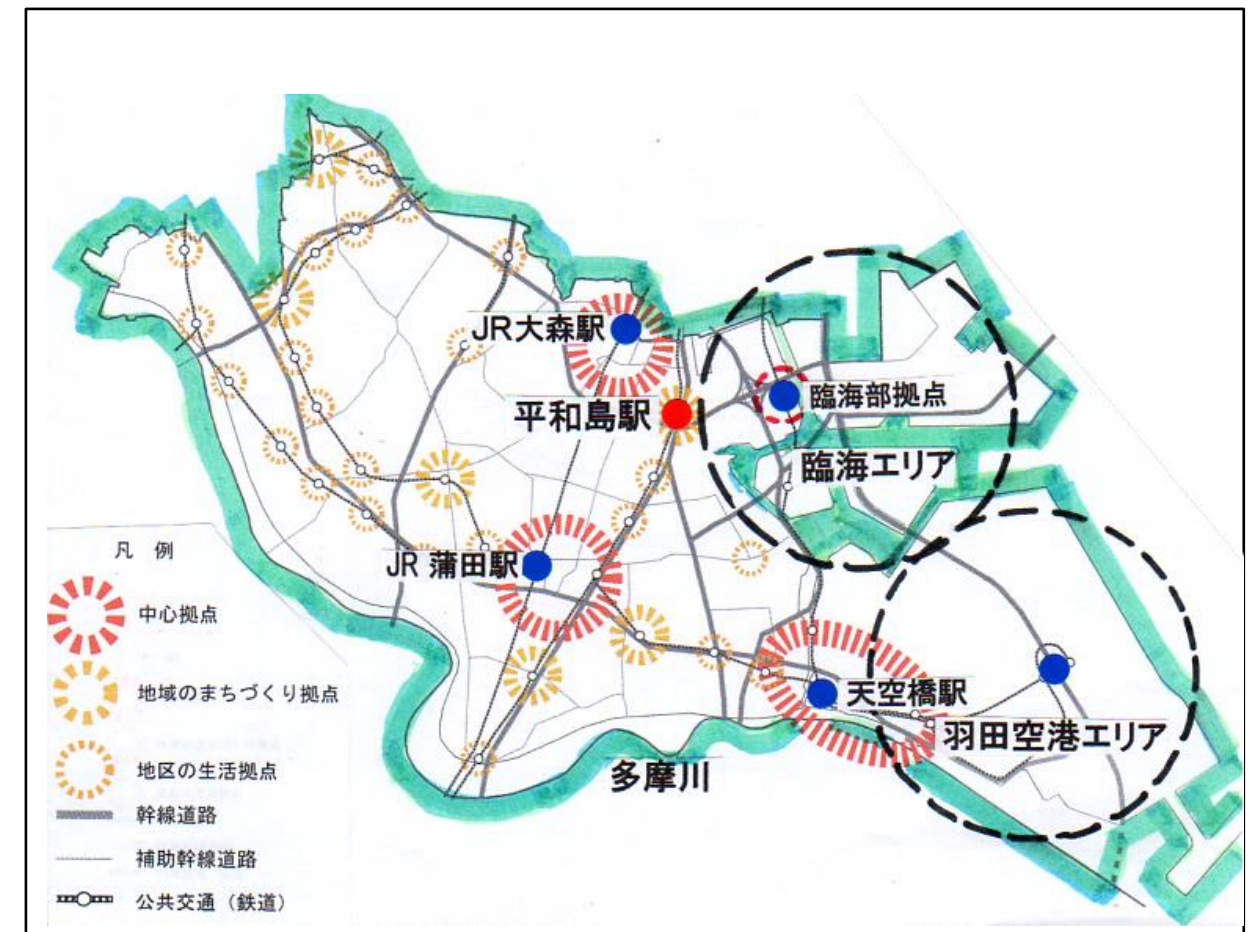 JR大森駅
平和島駅
臨海部拠点
臨海エリア
JR 蒲田駅
天空橋駅
羽田空港エリア
多摩川
凡 例
中心拠点
地域のまちづくり拠点
地区の生活拠点
幹線道路
補助幹線道路
公共交通（鉄道）